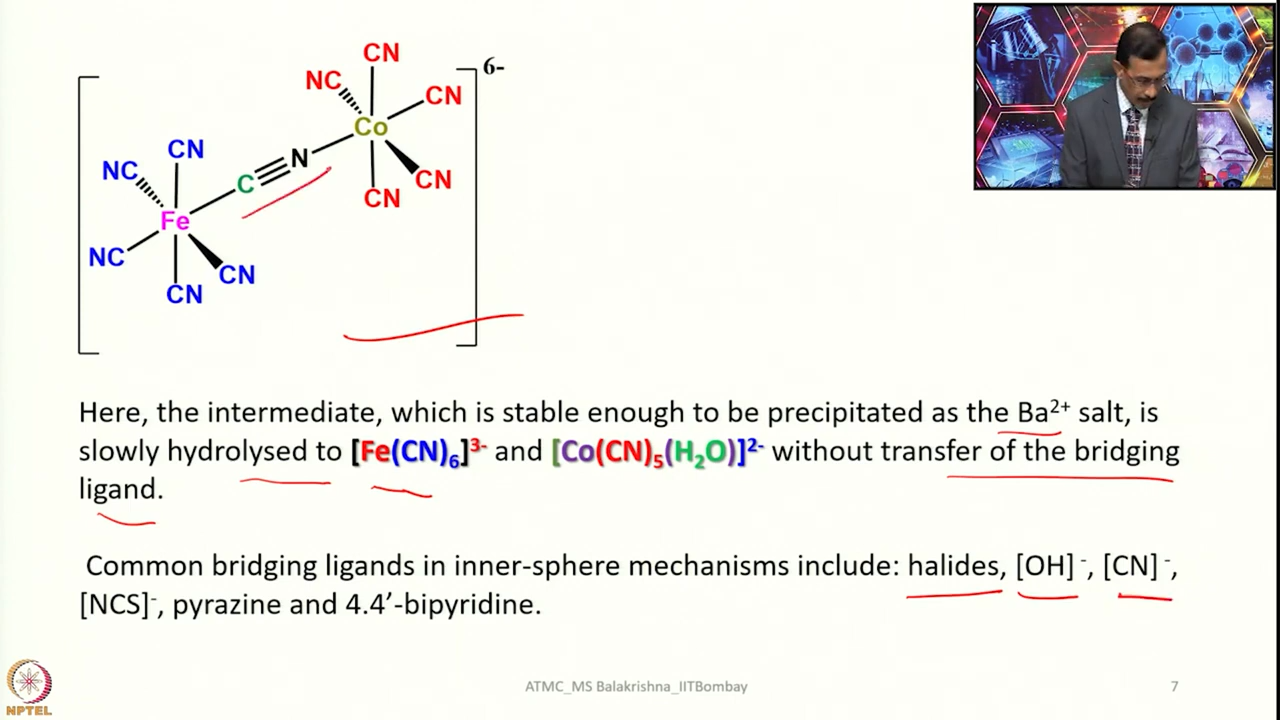 CN
NC
CN
Co
CN
CN
6-
CN
NC
C≡N
Fe
NC
CN
CN
Here, the intermediate, which is stable enough to be precipitated as the Ba²⁺ salt, is
slowly hydrolysed to [Fe(CN)₆]³⁻ and [Co(CN)₅(H₂O)]²⁻ without transfer of the bridging
ligand.
Common bridging ligands in inner-sphere mechanisms include: halides, [OH]⁻, [CN]⁻,
[NCS]⁻, pyrazine and 4.4’-bipyridine.
NPTEL
ATMC_MS Balakrishna_IITBombay
7